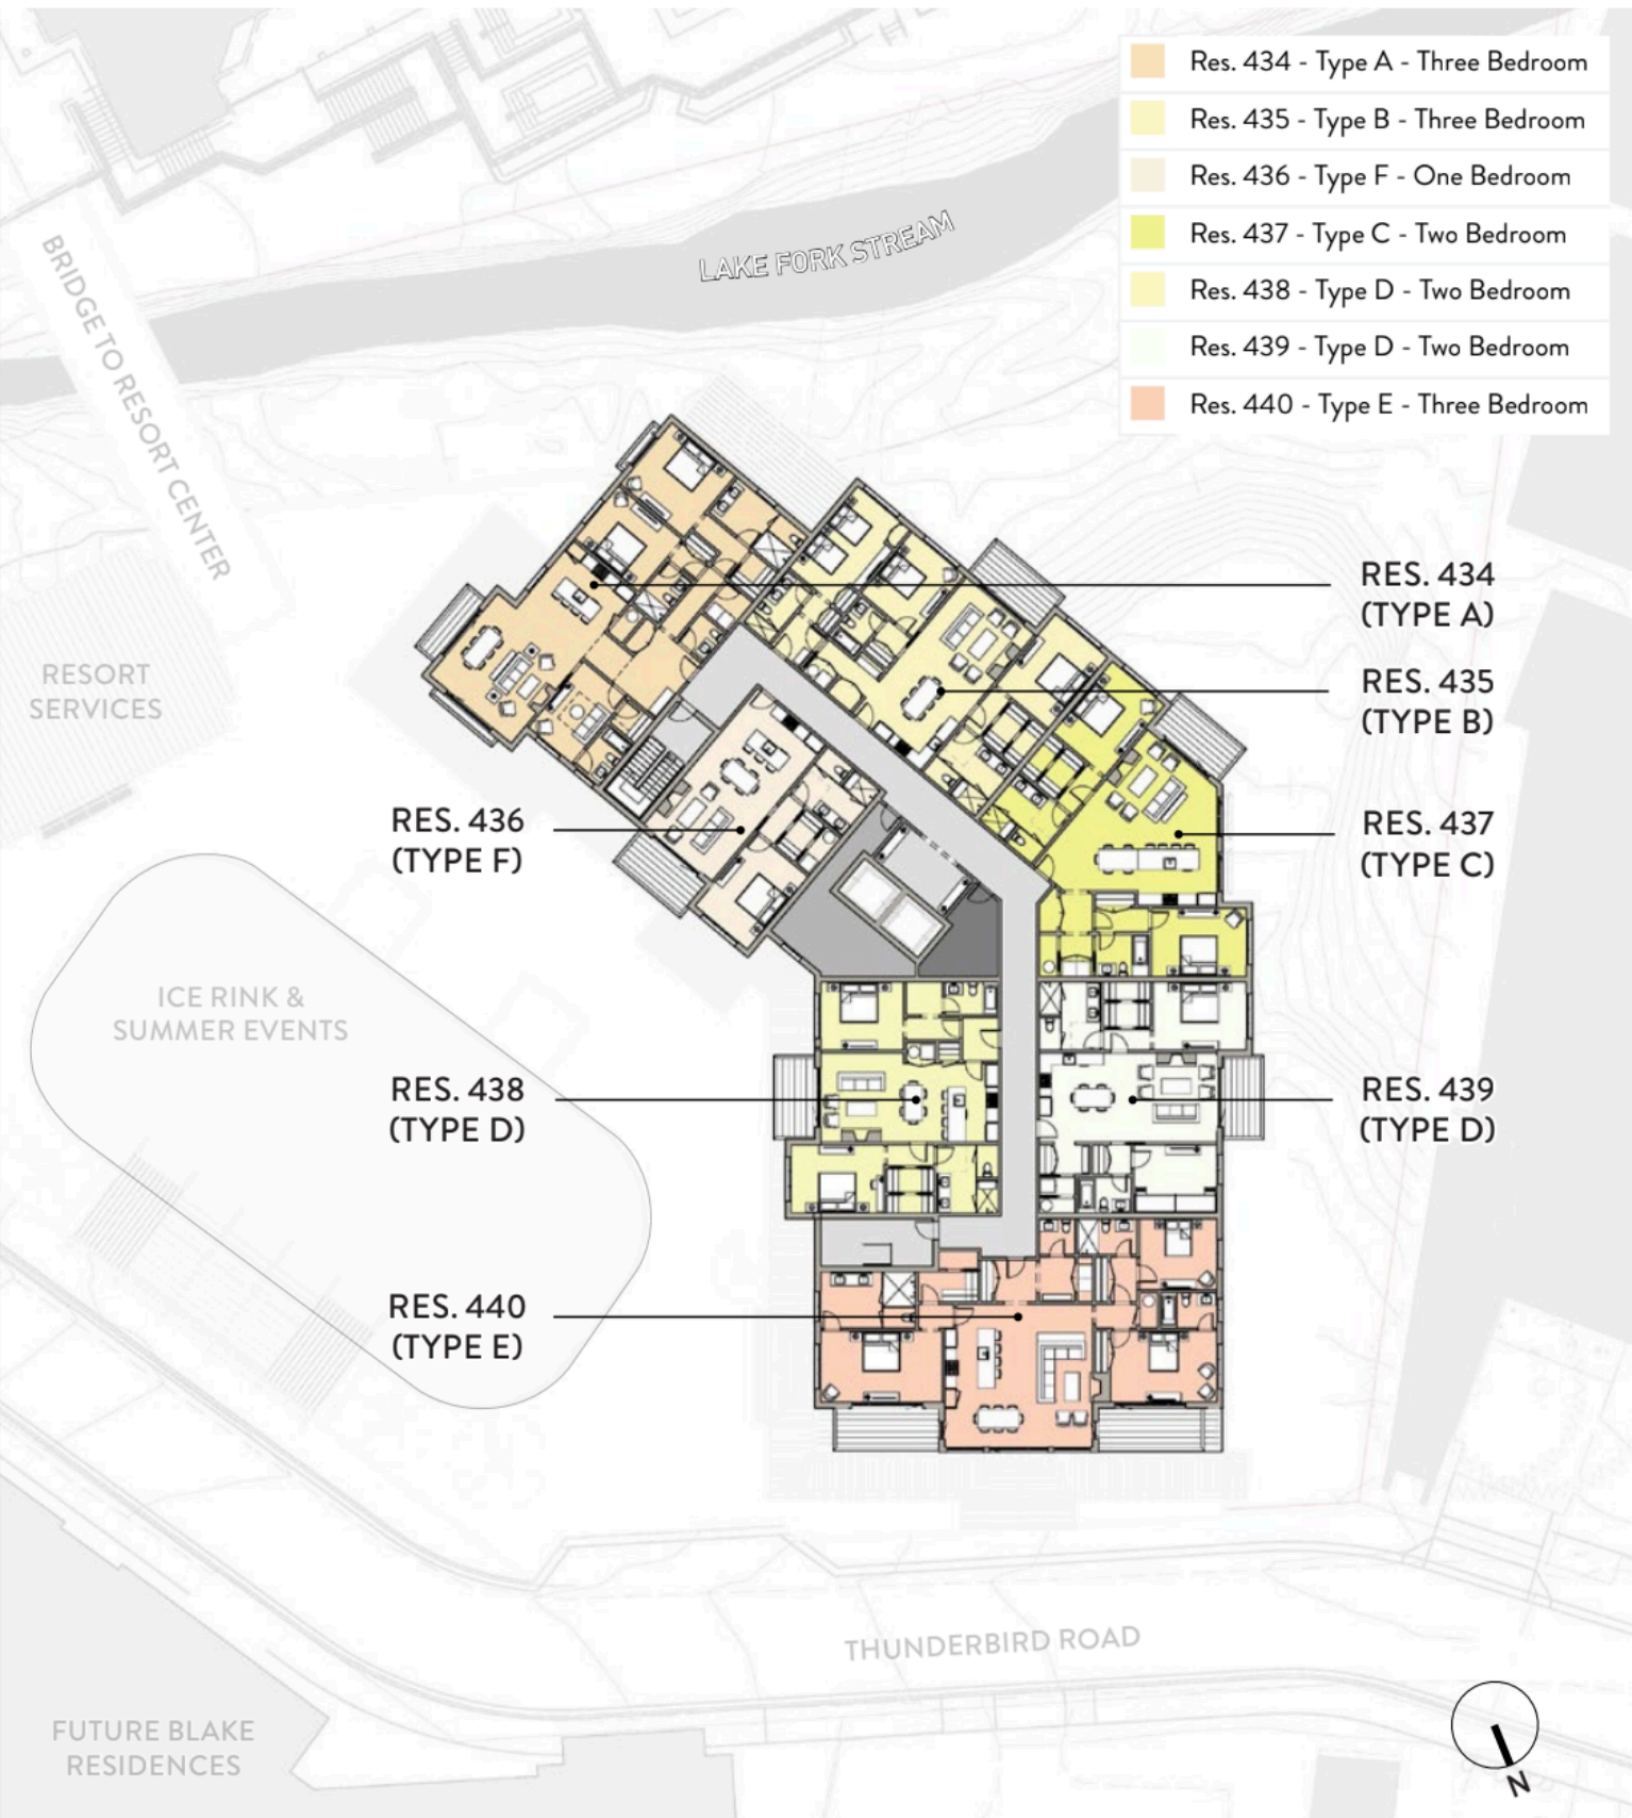 Res. 434 - Type A - Three Bedroom
Res. 435 - Type B - Three Bedroom
Res. 436 - Type F - One Bedroom
Res. 437 - Type C - Two Bedroom
Res. 438 - Type D - Two Bedroom
Res. 439 - Type D - Two Bedroom
Res. 440 - Type E - Three Bedroom
LAKE FORK STREAM
BRIDGE TO RESORT CENTER
RES. 434
(TYPE A)
RESORT
SERVICES
RES. 435
(TYPE B)
RES. 436
(TYPE F)
RES. 437
(TYPE C)
ICE RINK &
SUMMER EVENTS
RES. 438
(TYPE D)
RES. 439
(TYPE D)
RES. 440
(TYPE E)
THUNDERBIRD ROAD
FUTURE BLAKE
RESIDENCES
N